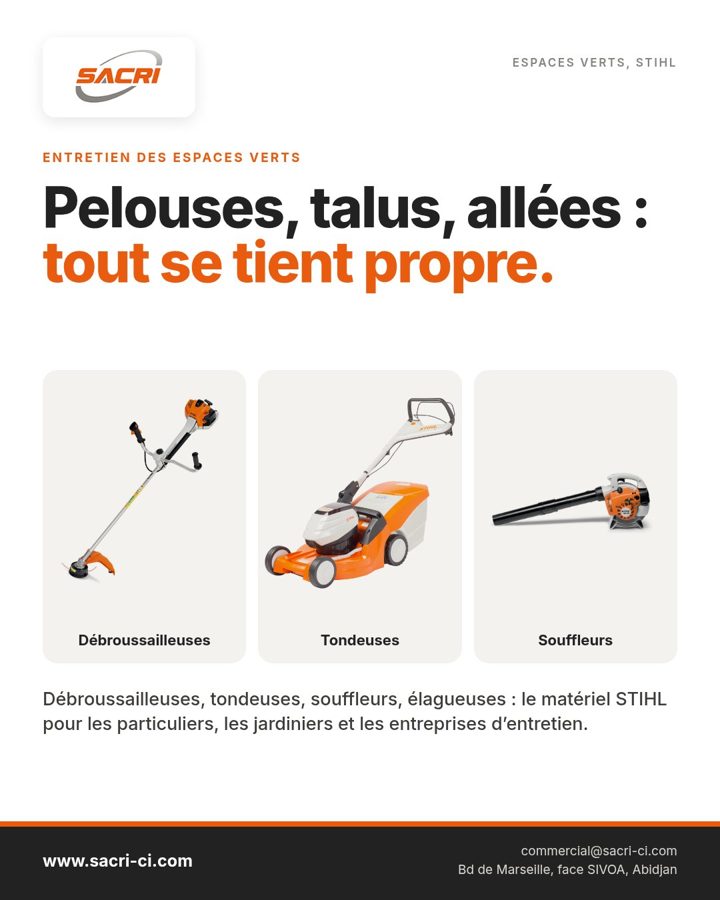 SACRI
ESPACES VERTS, STIHL
ENTRETIEN DES ESPACES VERTS
Pelouses, talus, allées :
tout se tient propre.
STIHL
Débroussailleuses
Tondeuses
Souffleurs
Débroussailleuses, tondeuses, souffleurs, élagueuses : le matériel STIHL
pour les particuliers, les jardiniers et les entreprises d’entretien.
www.sacri-ci.com
commercial@sacri-ci.com
Bd de Marseille, face SIVOA, Abidjan